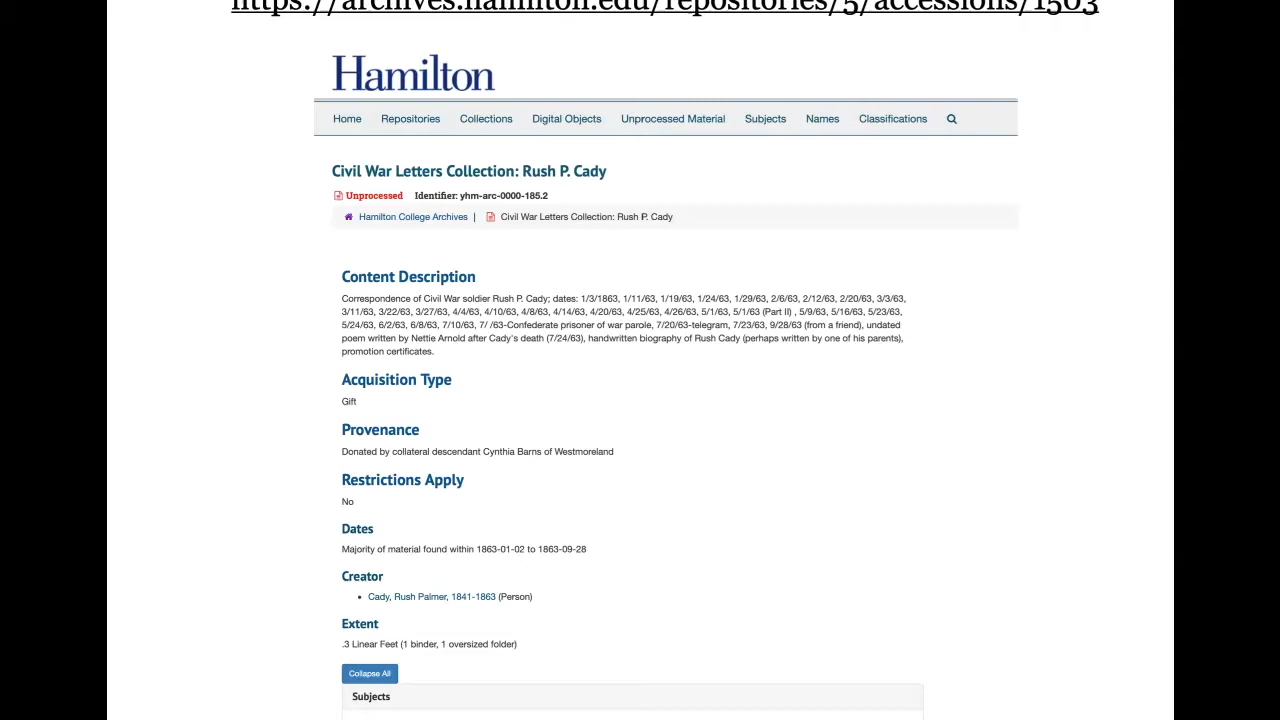 https://archives.hamilton.edu/repositories/5/accessions/1503
Hamilton
Home Repositories Collections Digital Objects Unprocessed Material Subjects Names Classifications
Civil War Letters Collection: Rush P. Cady
Unprocessed Identifier: yhm-arc-0000-185.2
Hamilton College Archives | Civil War Letters Collection: Rush P. Cady
Content Description
Correspondence of Civil War soldier Rush P. Cady; dates: 1/3/1863, 1/11/63, 1/19/63, 1/24/63, 1/29/63, 2/6/63, 2/12/63, 2/20/63, 3/3/63,
3/11/63, 3/22/63, 3/27/63, 4/4/63, 4/10/63, 4/8/63, 4/14/63, 4/20/63, 4/25/63, 4/26/63, 5/1/63, 5/1/63 (Part II) , 5/9/63, 5/16/63, 5/23/63,
5/24/63, 6/2/63, 6/8/63, 7/10/63, 7/ /63-Confederate prisoner of war parole, 7/20/63-telegram, 7/23/63, 9/28/63 (from a friend), undated
poem written by Nettie Arnold after Cady's death (7/24/63), handwritten biography of Rush Cady (perhaps written by one of his parents),
promotion certificates.
Acquisition Type
Gift
Provenance
Donated by collateral descendant Cynthia Barns of Westmoreland
Restrictions Apply
No
Dates
Majority of material found within 1863-01-02 to 1863-09-28
Creator
• Cady, Rush Palmer, 1841-1863 (Person)
Extent
.3 Linear Feet (1 binder, 1 oversized folder)
Collapse All
Subjects